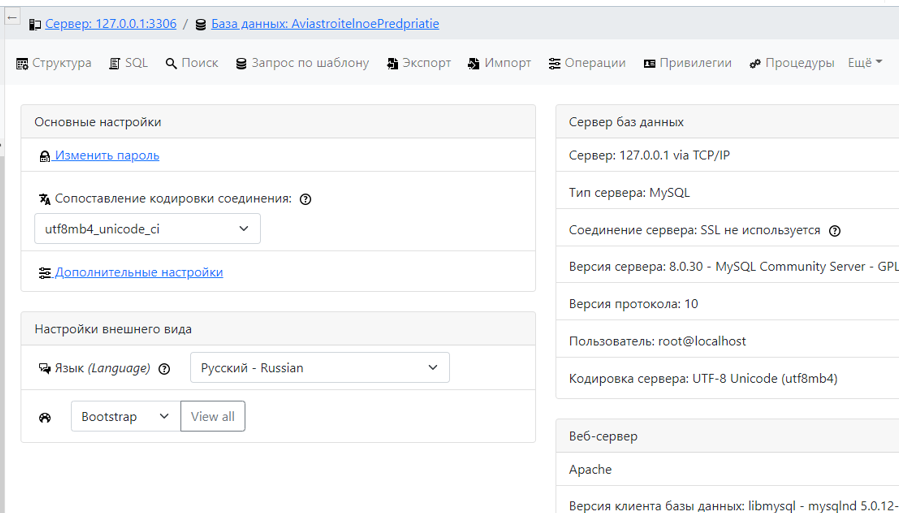 Сервер: 127.0.0.1:3306 / База данных: AviastroitelnoePredpriatie
Структура SQL Поиск Запрос по шаблону Экспорт Импорт Операции Привилегии Процедуры Ещё
Основные настройки
Изменить пароль
Сопоставление кодировки соединения:
utf8mb4_unicode_ci
Дополнительные настройки
Настройки внешнего вида
Язык (Language) Русский - Russian
Bootstrap View all
Сервер баз данных
Сервер: 127.0.0.1 via TCP/IP
Тип сервера: MySQL
Соединение сервера: SSL не используется
Версия сервера: 8.0.30 - MySQL Community Server - GPL
Версия протокола: 10
Пользователь: root@localhost
Кодировка сервера: UTF-8 Unicode (utf8mb4)
Веб-сервер
Apache
Версия клиента базы данных: libmysql - mysqlnd 5.0.12-